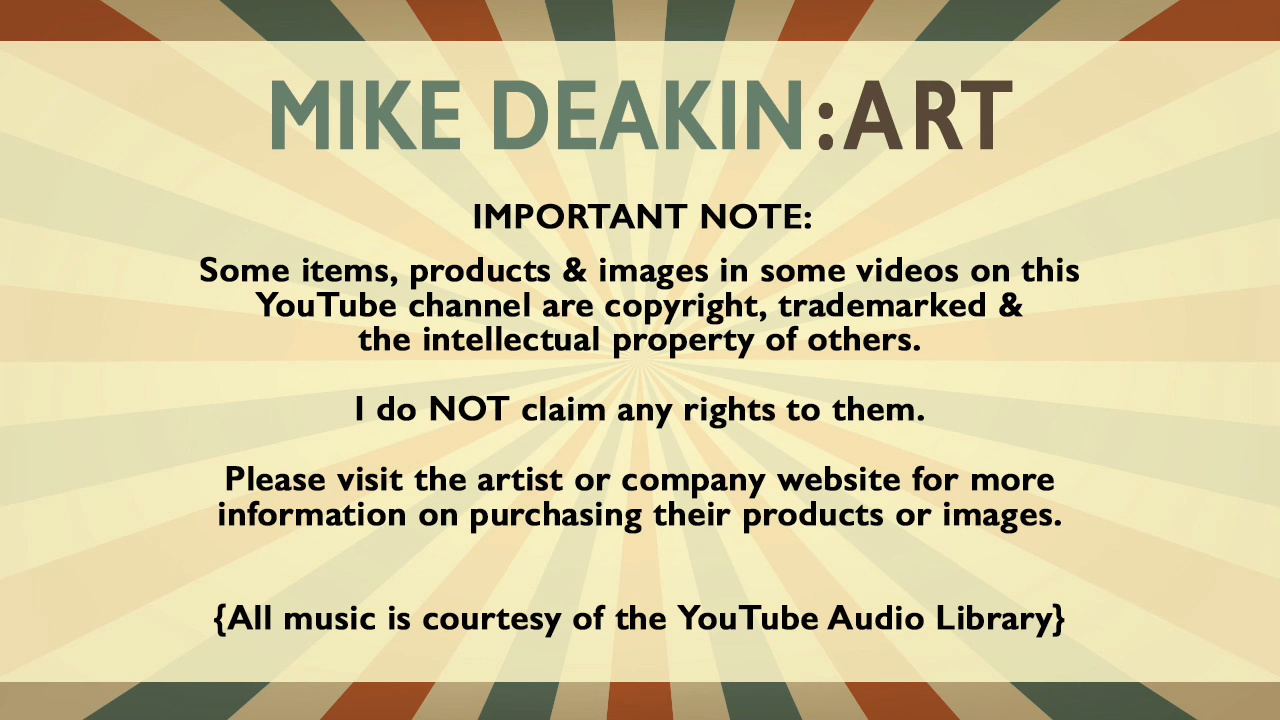 MIKE DEAKIN:ART
IMPORTANT NOTE:
Some items, products & images in some videos on this
YouTube channel are copyright, trademarked &
the intellectual property of others.
I do NOT claim any rights to them.
Please visit the artist or company website for more
information on purchasing their products or images.
{All music is courtesy of the YouTube Audio Library}